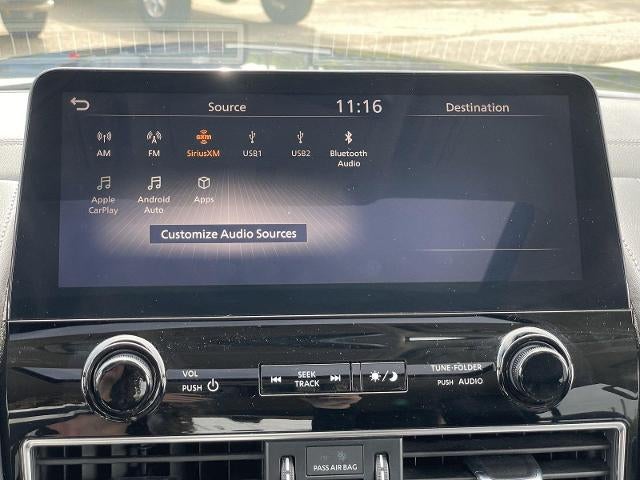 Source 11:16 Destination
AM FM SXM SiriusXM USB1 USB2 Bluetooth Audio
Apple CarPlay Android Auto Apps
Customize Audio Sources
VOL
PUSH
SEEK
TRACK
TUNE·FOLDER
PUSH AUDIO
PASS AIR BAG